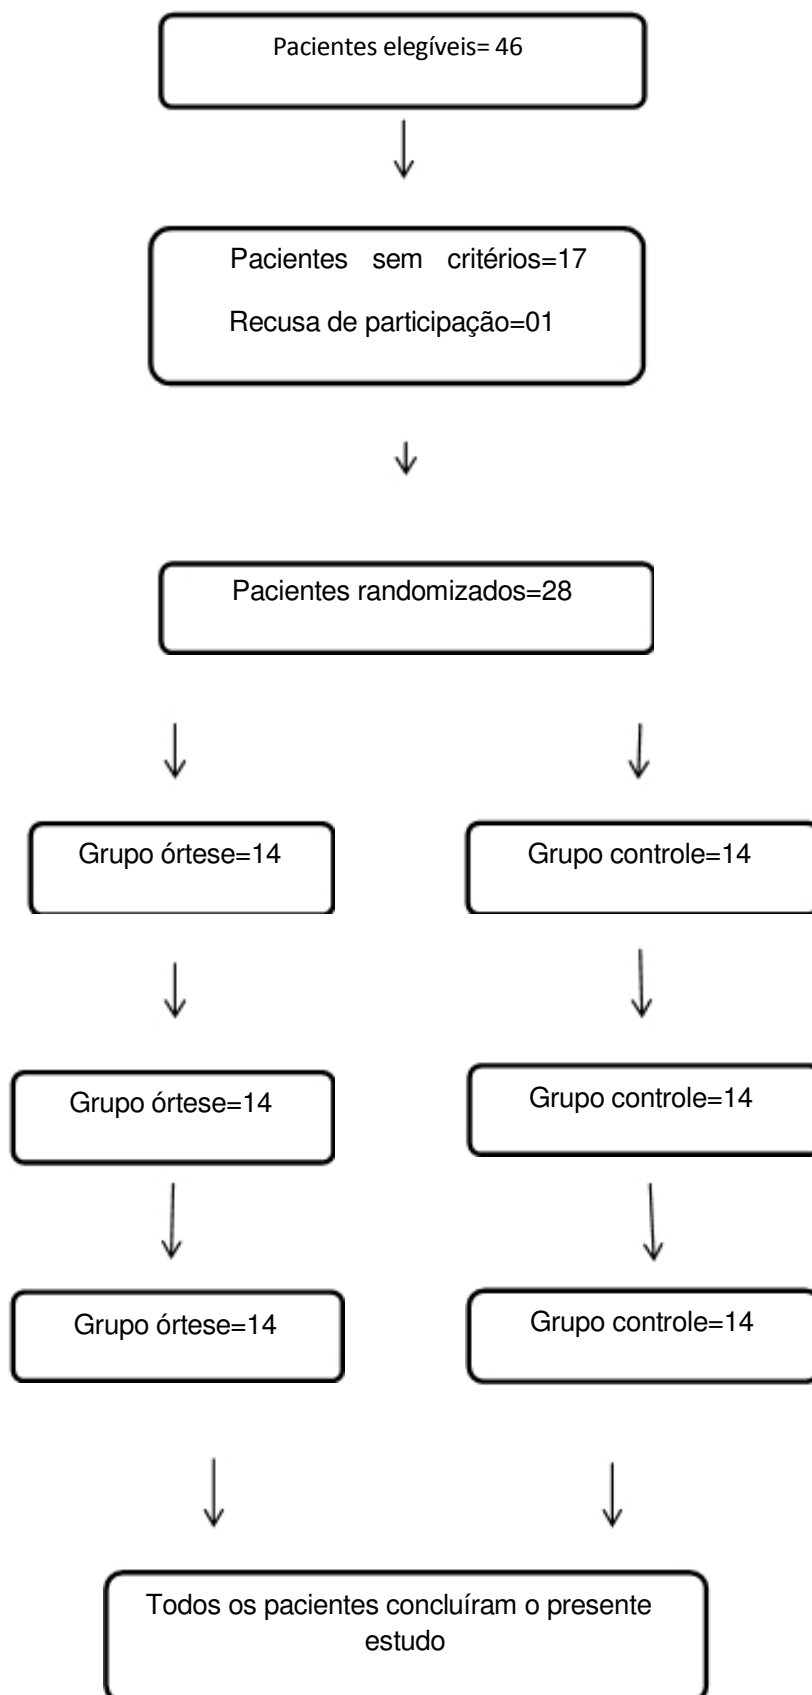 Pacientes elegíveis= 46
Pacientes sem critérios=17
Recusa de participação=01
Pacientes randomizados=28
Grupo órtese=14
Grupo controle=14
Grupo órtese=14
Grupo controle=14
Grupo órtese=14
Grupo controle=14
Todos os pacientes concluíram o presente
estudo